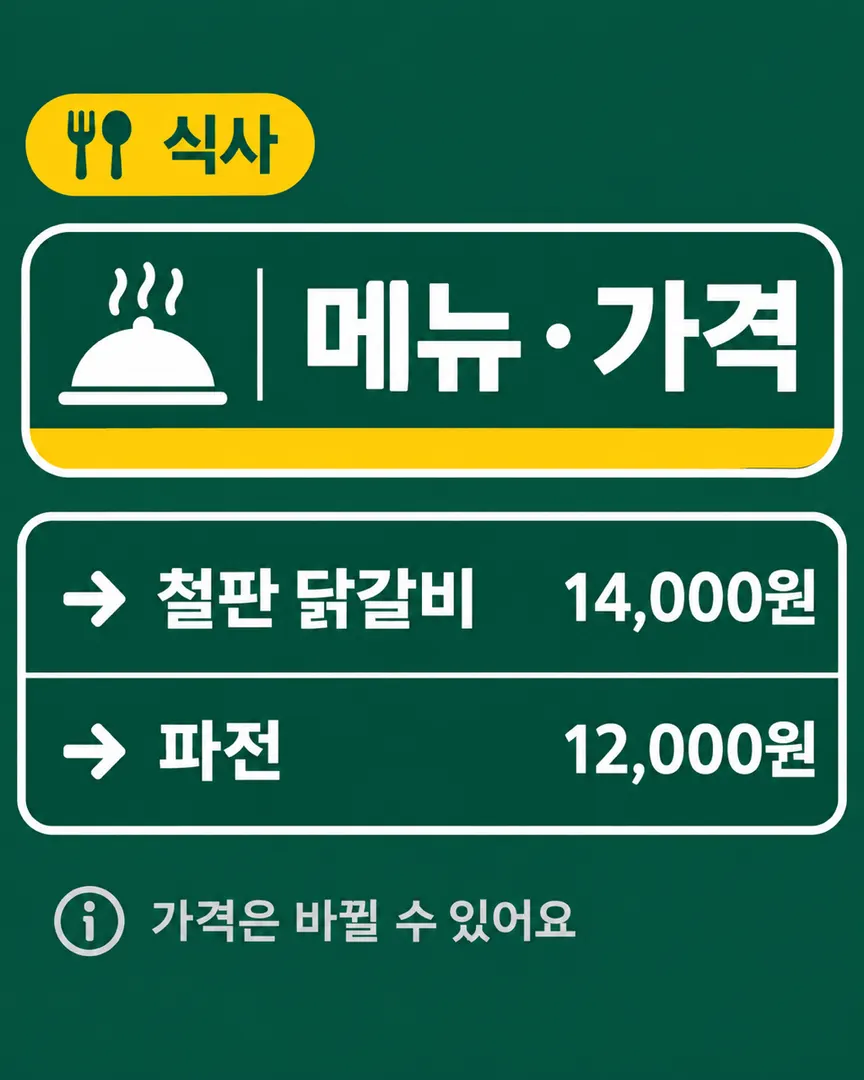 식사
메뉴·가격
→ 철판 닭갈비 14,000원
→ 파전 12,000원
가격은 바뀔 수 있어요